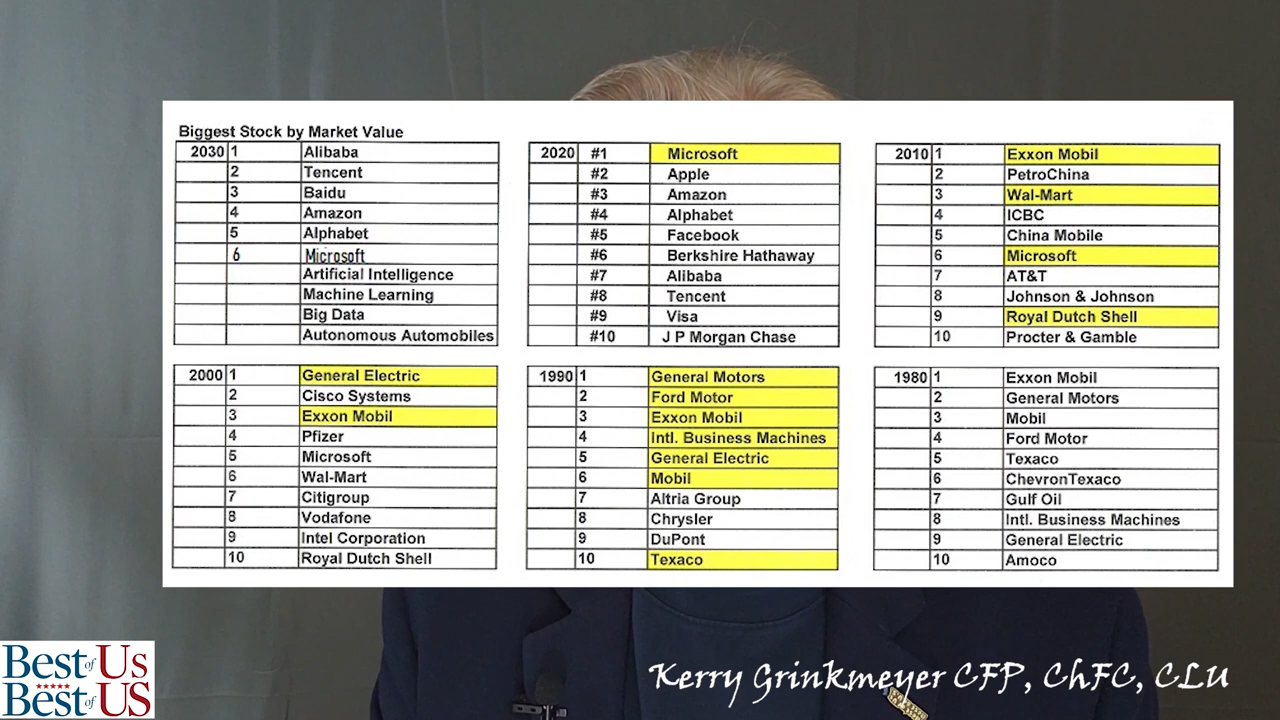 Biggest Stock by Market Value
2030 1 Alibaba
2 Tencent
3 Baidu
4 Amazon
5 Alphabet
6 Microsoft
Artificial Intelligence
Machine Learning
Big Data
Autonomous Automobiles
2020 #1 Microsoft
#2 Apple
#3 Amazon
#4 Alphabet
#5 Facebook
#6 Berkshire Hathaway
#7 Alibaba
#8 Tencent
#9 Visa
#10 J P Morgan Chase
2010 1 Exxon Mobil
2 PetroChina
3 Wal-Mart
4 ICBC
5 China Mobile
6 Microsoft
7 AT&T
8 Johnson & Johnson
9 Royal Dutch Shell
10 Procter & Gamble
2000 1 General Electric
2 Cisco Systems
3 Exxon Mobil
4 Pfizer
5 Microsoft
6 Wal-Mart
7 Citigroup
8 Vodafone
9 Intel Corporation
10 Royal Dutch Shell
1990 1 General Motors
2 Ford Motor
3 Exxon Mobil
4 Intl. Business Machines
5 General Electric
6 Mobil
7 Altria Group
8 Chrysler
9 DuPont
10 Texaco
1980 1 Exxon Mobil
2 General Motors
3 Mobil
4 Ford Motor
5 Texaco
6 ChevronTexaco
7 Gulf Oil
8 Intl. Business Machines
9 General Electric
10 Amoco
Best of Us
Best of US
Kerry Grinkmeyer CFP, ChFC, CLU